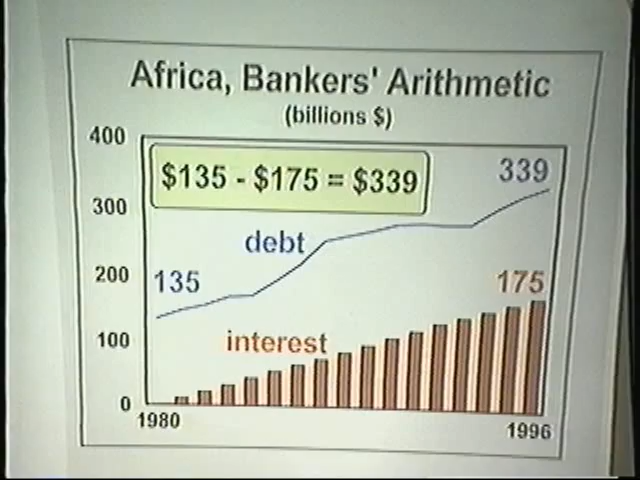 Africa, Bankers' Arithmetic
(billions $)
400
$135 - $175 = $339
339
300
debt
200
135
175
100
interest
0
1980
1996